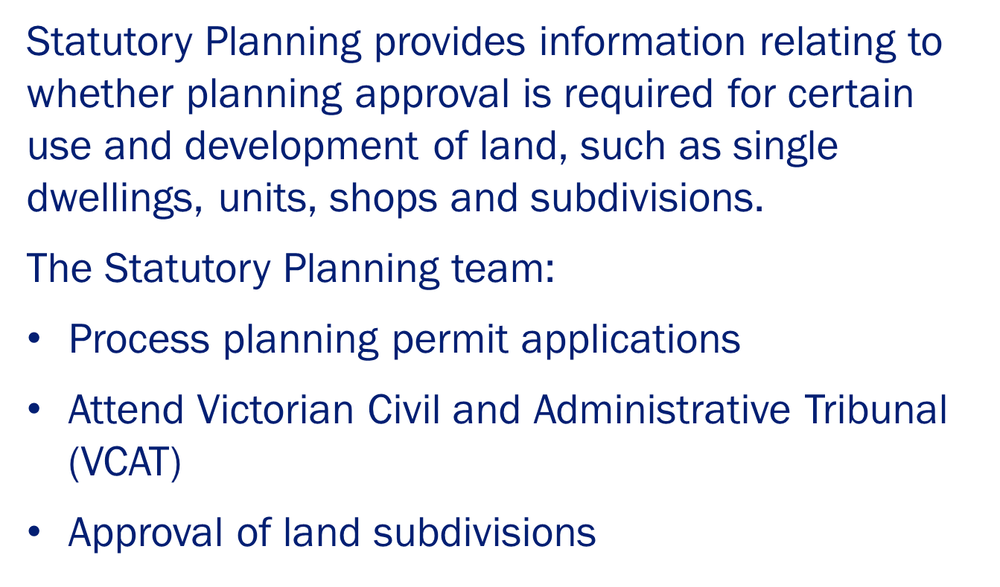 Statutory Planning provides information relating to
whether planning approval is required for certain
use and development of land, such as single
dwellings, units, shops and subdivisions.
The Statutory Planning team:
• Process planning permit applications
• Attend Victorian Civil and Administrative Tribunal
(VCAT)
• Approval of land subdivisions